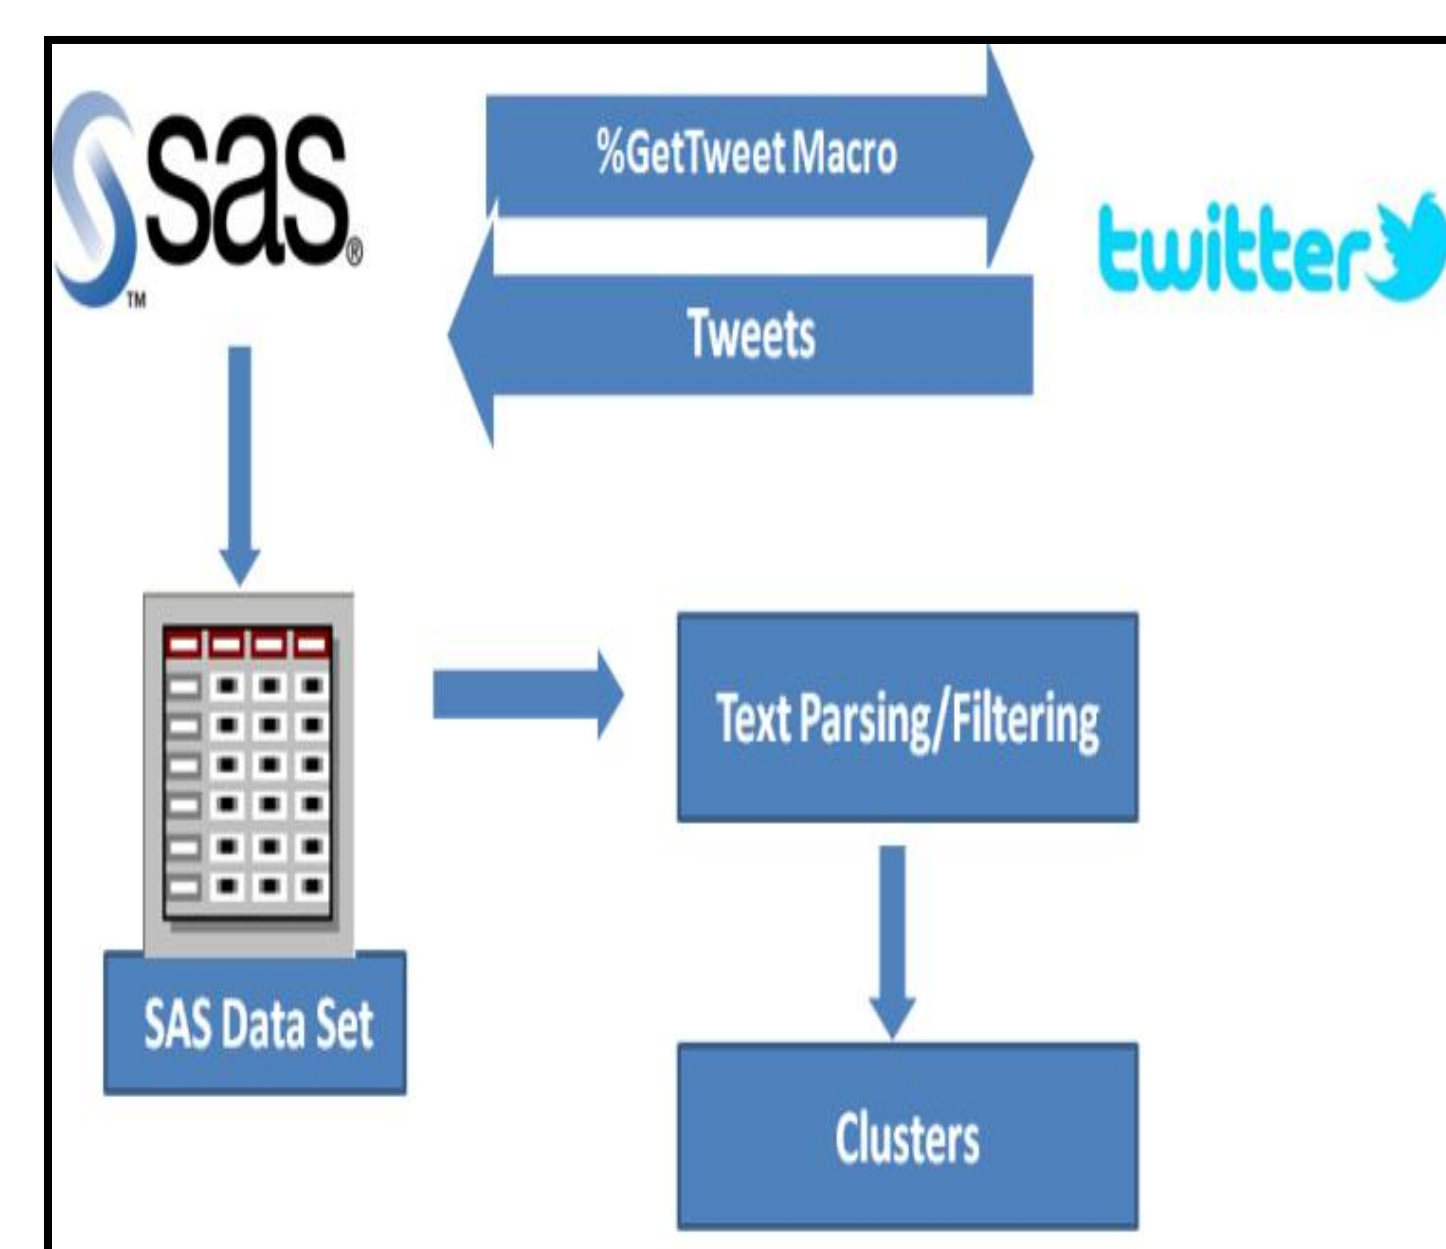 sas®
TM
%GetTweet Macro
twitter
Tweets
SAS Data Set
Text Parsing/Filtering
Clusters